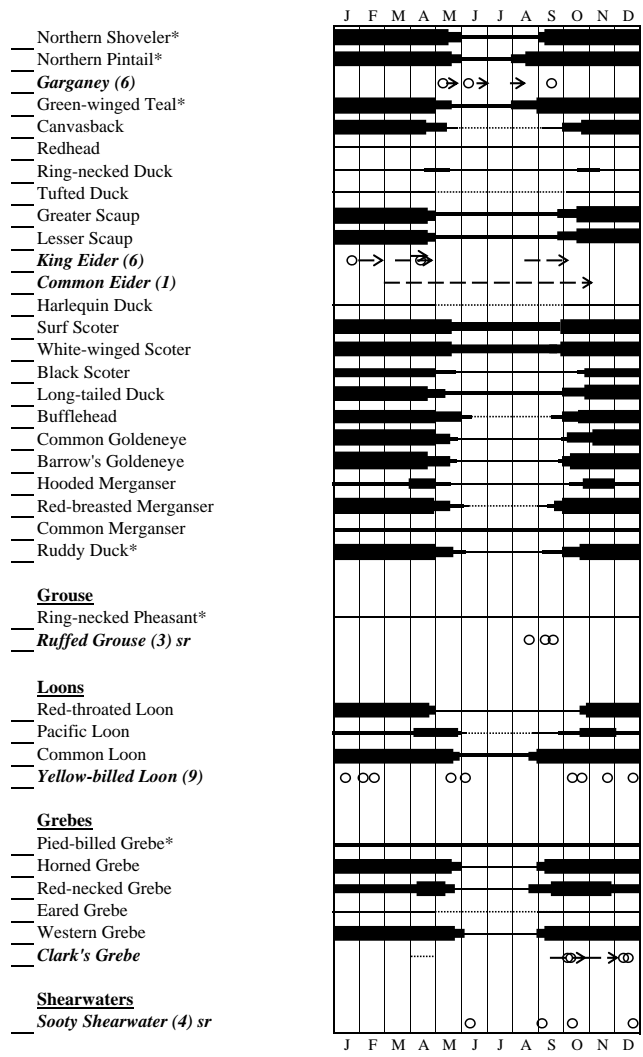 J F M A M J J A S O N D
Northern Shoveler*
Northern Pintail*
Garganey (6)
Green-winged Teal*
Canvasback
Redhead
Ring-necked Duck
Tufted Duck
Greater Scaup
Lesser Scaup
King Eider (6)
Common Eider (1)
Harlequin Duck
Surf Scoter
White-winged Scoter
Black Scoter
Long-tailed Duck
Bufflehead
Common Goldeneye
Barrow's Goldeneye
Hooded Merganser
Red-breasted Merganser
Common Merganser
Ruddy Duck*
Grouse
Ring-necked Pheasant*
Ruffed Grouse (3) sr
Loons
Red-throated Loon
Pacific Loon
Common Loon
Yellow-billed Loon (9)
Grebes
Pied-billed Grebe*
Horned Grebe
Red-necked Grebe
Eared Grebe
Western Grebe
Clark's Grebe
Shearwaters
Sooty Shearwater (4) sr
J F M A M J J A S O N D